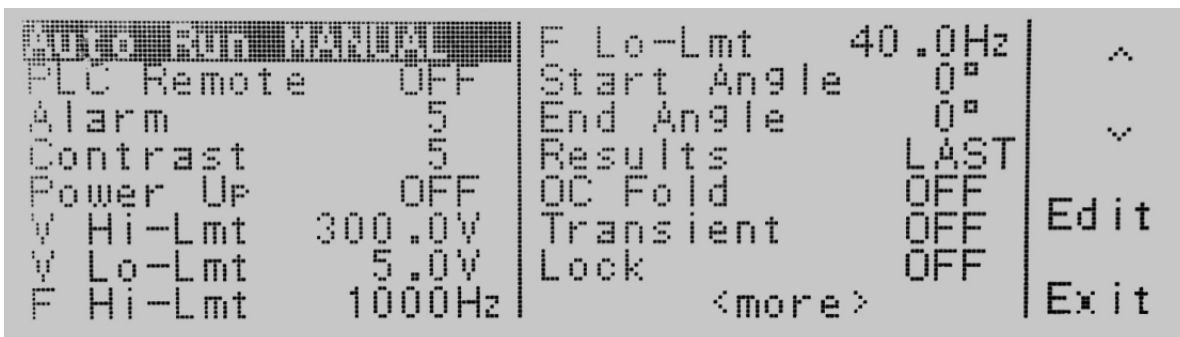 Auto Run MANUAL
PLC Remote OFF
Alarm 5
Contrast 5
Power Up OFF
V Hi-Lmt 300.0V
V Lo-Lmt 5.0V
F Hi-Lmt 1000Hz
F Lo-Lmt 40.0Hz
Start Angle 0°
End Angle 0°
Results LAST
OC Fold OFF
Transient OFF
Lock OFF
<more>
^
⌄
Edit
Exit